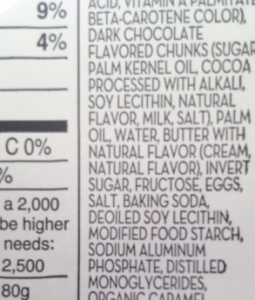 9%
4%
C 0%
%
a 2,000
be higher
needs:
2,500
80g
ACID, VITAMIN A PALMITATE
BETA-CAROTENE COLOR),
DARK CHOCOLATE
FLAVORED CHUNKS (SUGAR
PALM KERNEL OIL, COCOA
PROCESSED WITH ALKALI,
SOY LECITHIN, NATURAL
FLAVOR, MILK, SALT), PALM
OIL, WATER, BUTTER WITH
NATURAL FLAVOR (CREAM,
NATURAL FLAVOR), INVERT
SUGAR, FRUCTOSE, EGGS,
SALT, BAKING SODA,
DEOILED SOY LECITHIN,
MODIFIED FOOD STARCH,
SODIUM ALUMINUM
PHOSPHATE, DISTILLED
MONOGLYCERIDES,
ORGANIC CARAMEL